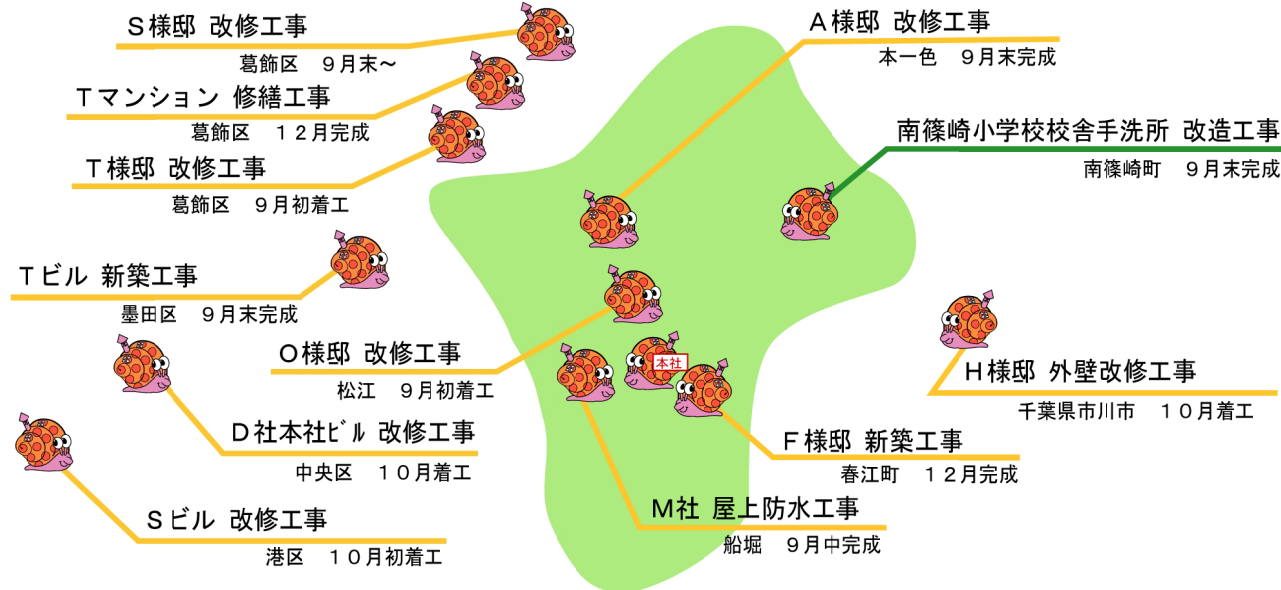 Ｓ様邸 改修工事
葛飾区　９月末～
Ｔマンション 修繕工事
葛飾区　１２月完成
Ｔ様邸 改修工事
葛飾区　９月初着工
Ｔビル 新築工事
墨田区　９月末完成
Ｏ様邸 改修工事
松江　９月初着工
Ｄ社本社ﾋﾞﾙ 改修工事
中央区　１０月着工
Ｓビル 改修工事
港区　１０月初着工
Ａ様邸 改修工事
本一色　９月末完成
南篠崎小学校校舎手洗所 改造工事
南篠崎町　９月末完成
本社
Ｈ様邸 外壁改修工事
千葉県市川市　１０月着工
Ｆ様邸 新築工事
春江町　１２月完成
Ｍ社 屋上防水工事
船堀　９月中完成